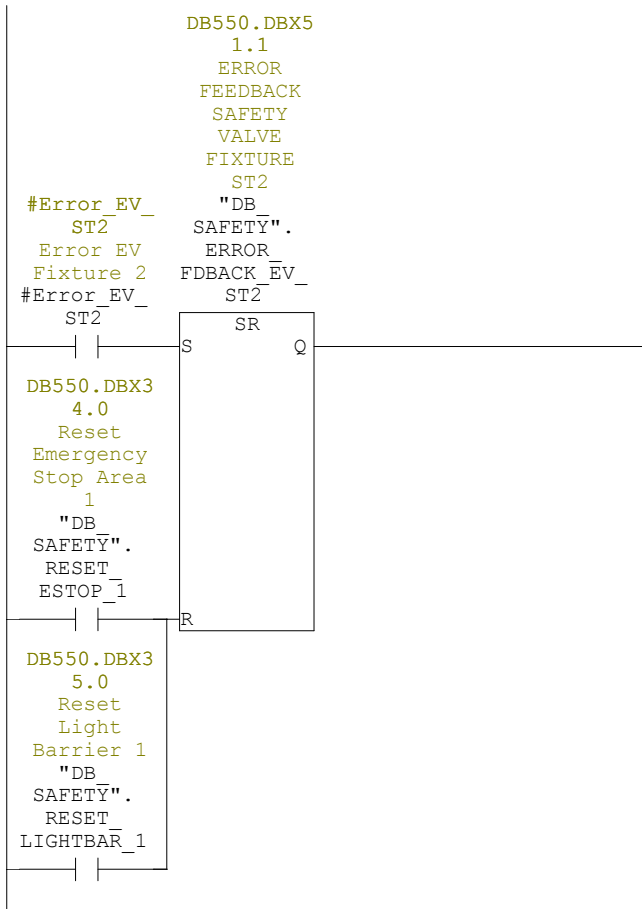 DB550.DBX5
1.1
ERROR
FEEDBACK
SAFETY
VALVE
FIXTURE
ST2
"DB_
SAFETY".
ERROR_
FDBACK_EV_
ST2
#Error_EV_
ST2
Error EV
Fixture 2
#Error_EV_
ST2
SR
S
Q
DB550.DBX3
4.0
Reset
Emergency
Stop Area
1
"DB_
SAFETY".
RESET_
ESTOP_1
R
DB550.DBX3
5.0
Reset
Light
Barrier 1
"DB_
SAFETY".
RESET_
LIGHTBAR_1